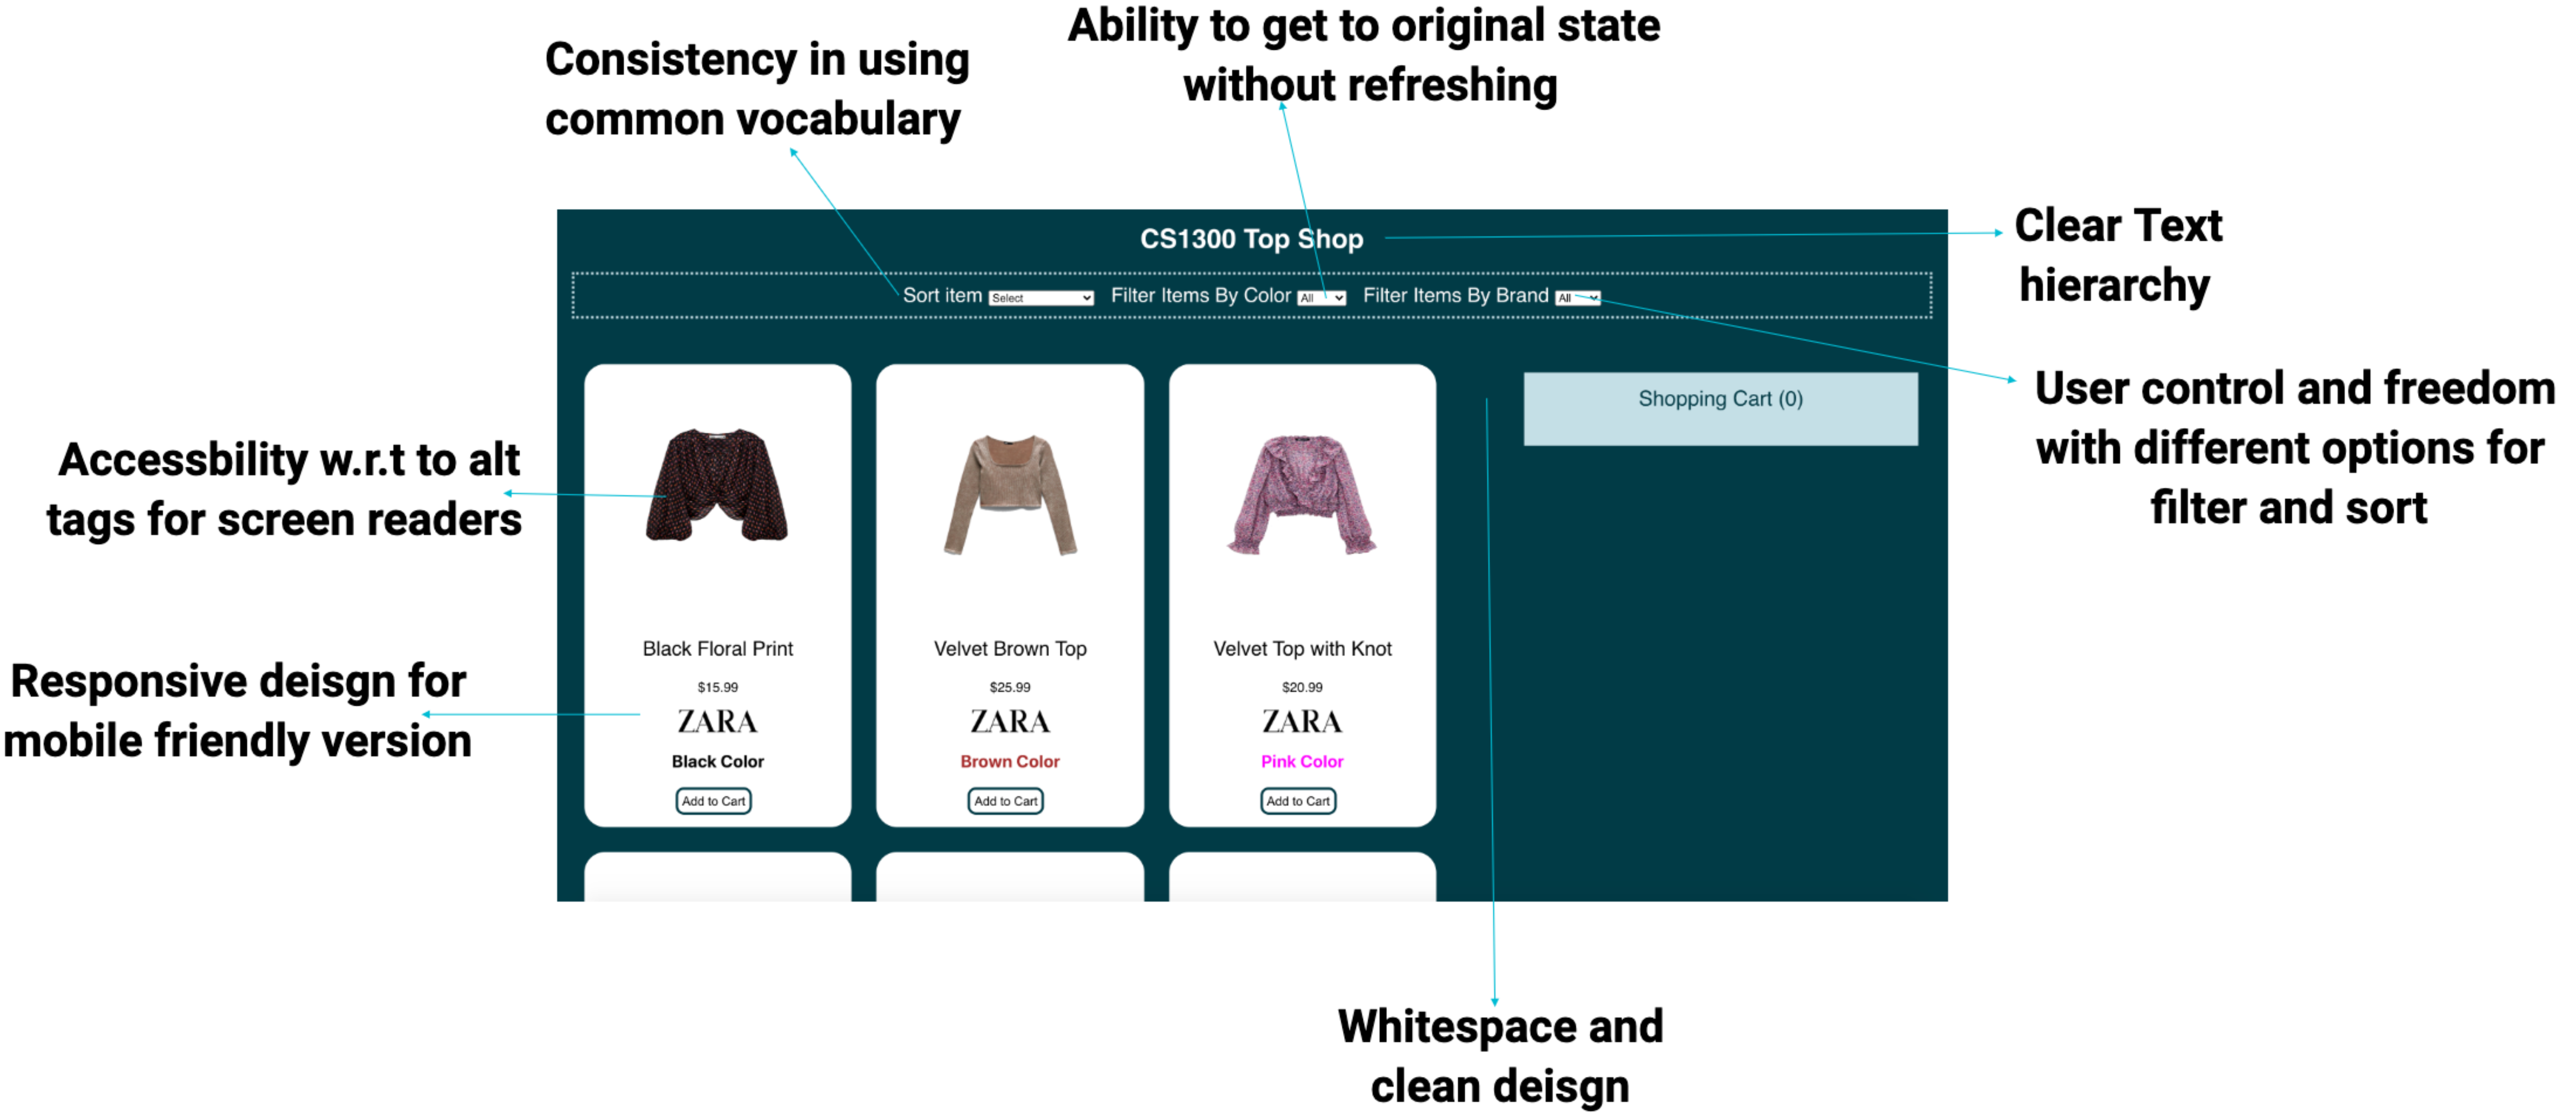 Ability to get to original state
without refreshing
Consistency in using
common vocabulary
Clear Text
hierarchy
CS1300 Top Shop
Sort item Select Filter Items By Color All Filter Items By Brand All
User control and freedom
with different options for
filter and sort
Shopping Cart (0)
Accessbility w.r.t to alt
tags for screen readers
Responsive deisgn for
mobile friendly version
Black Floral Print
$15.99
ZARA
Black Color
Add to Cart
Velvet Brown Top
$25.99
ZARA
Brown Color
Add to Cart
Velvet Top with Knot
$20.99
ZARA
Pink Color
Add to Cart
Whitespace and
clean deisgn